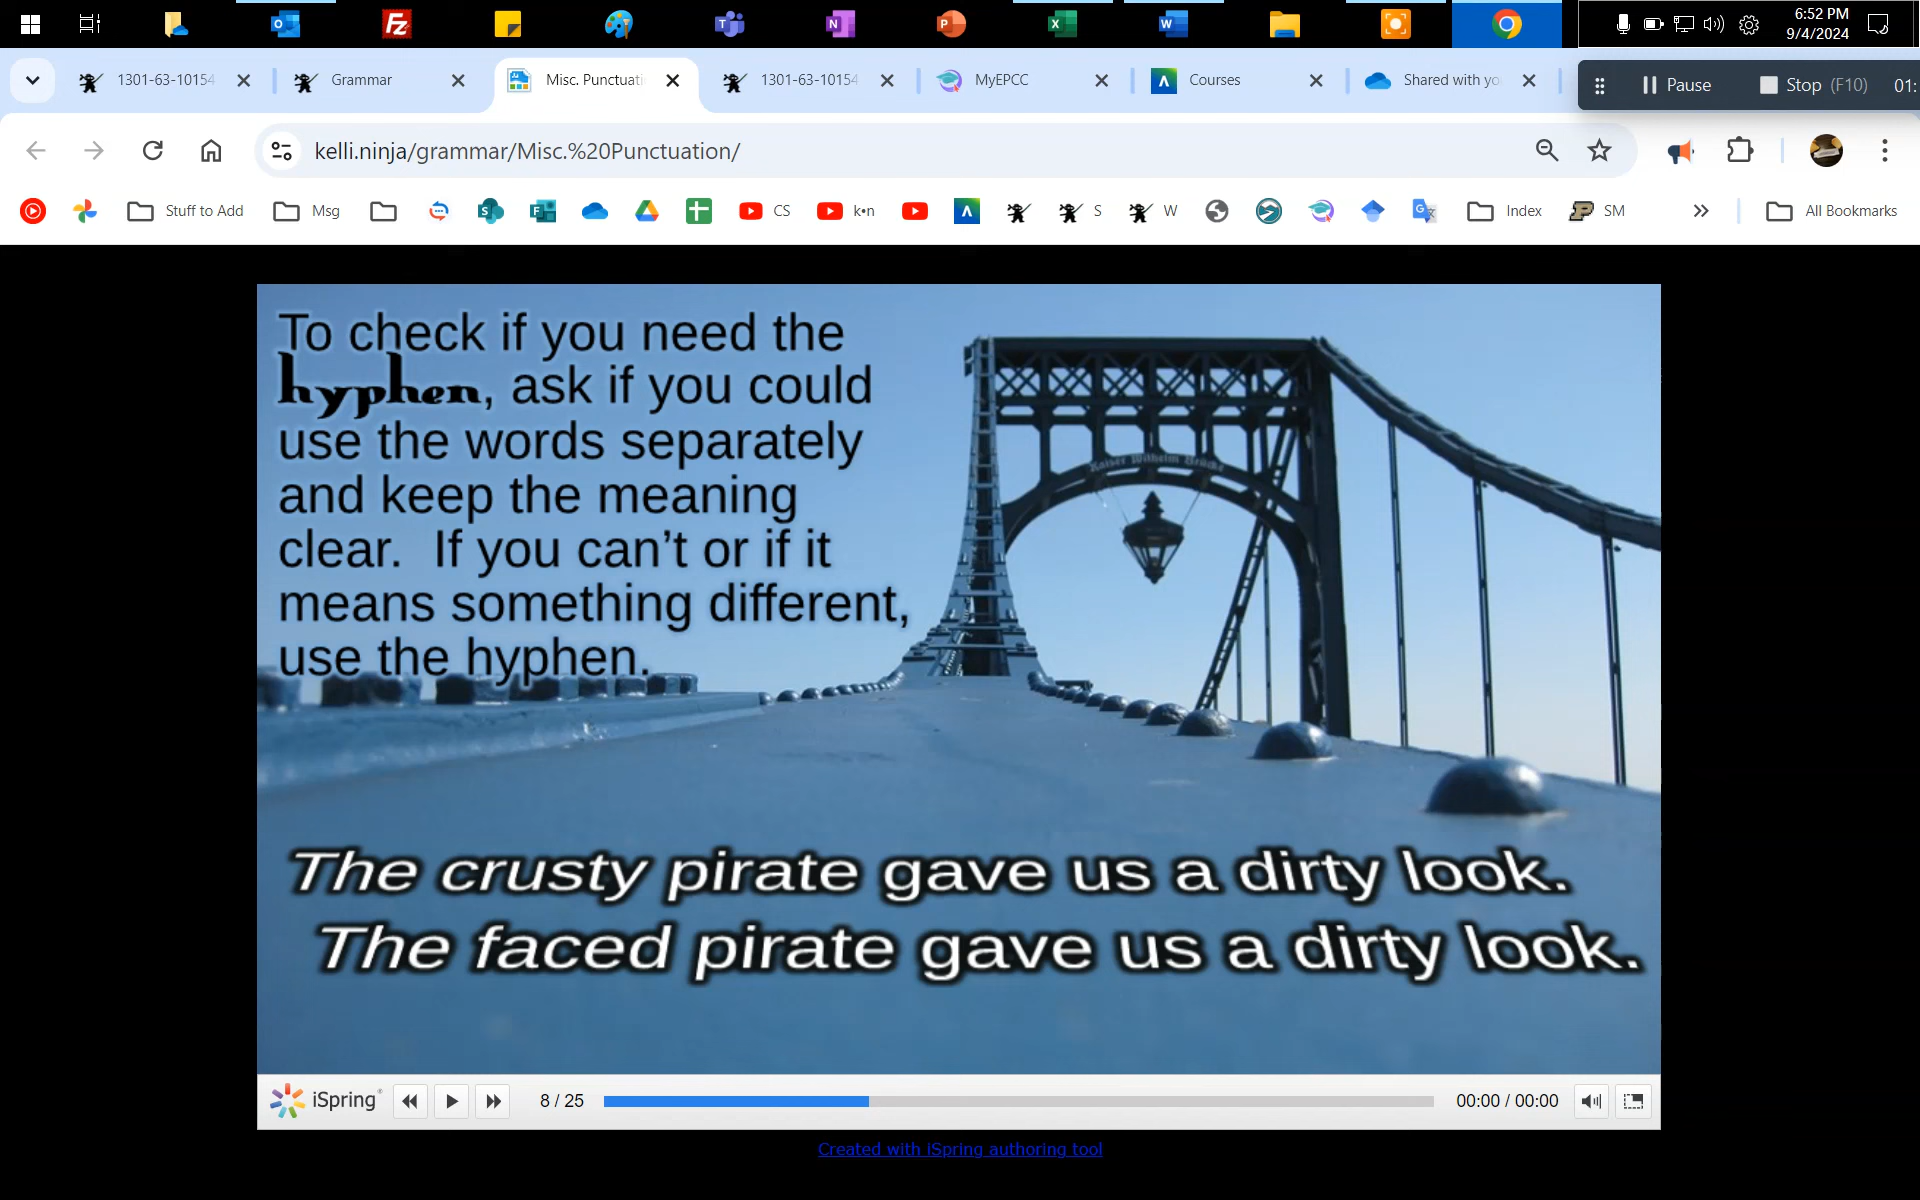 6:52 PM
9/4/2024
1301-63-10154
Grammar
Misc. Punctuati
1301-63-10154
MyEPCC
Courses
Shared with yo
Pause
Stop (F10)
01:
kelli.ninja/grammar/Misc.%20Punctuation/
Stuff to Add
Msg
CS
k•n
S
W
Index
SM
All Bookmarks
To check if you need the
hyphen, ask if you could
use the words separately
and keep the meaning
clear. If you can't or if it
means something different,
use the hyphen.
Kaiser Wilhelm Brücke
The crusty pirate gave us a dirty look.
The faced pirate gave us a dirty look.
iSpring
8 / 25
00:00 / 00:00
Created with iSpring authoring tool